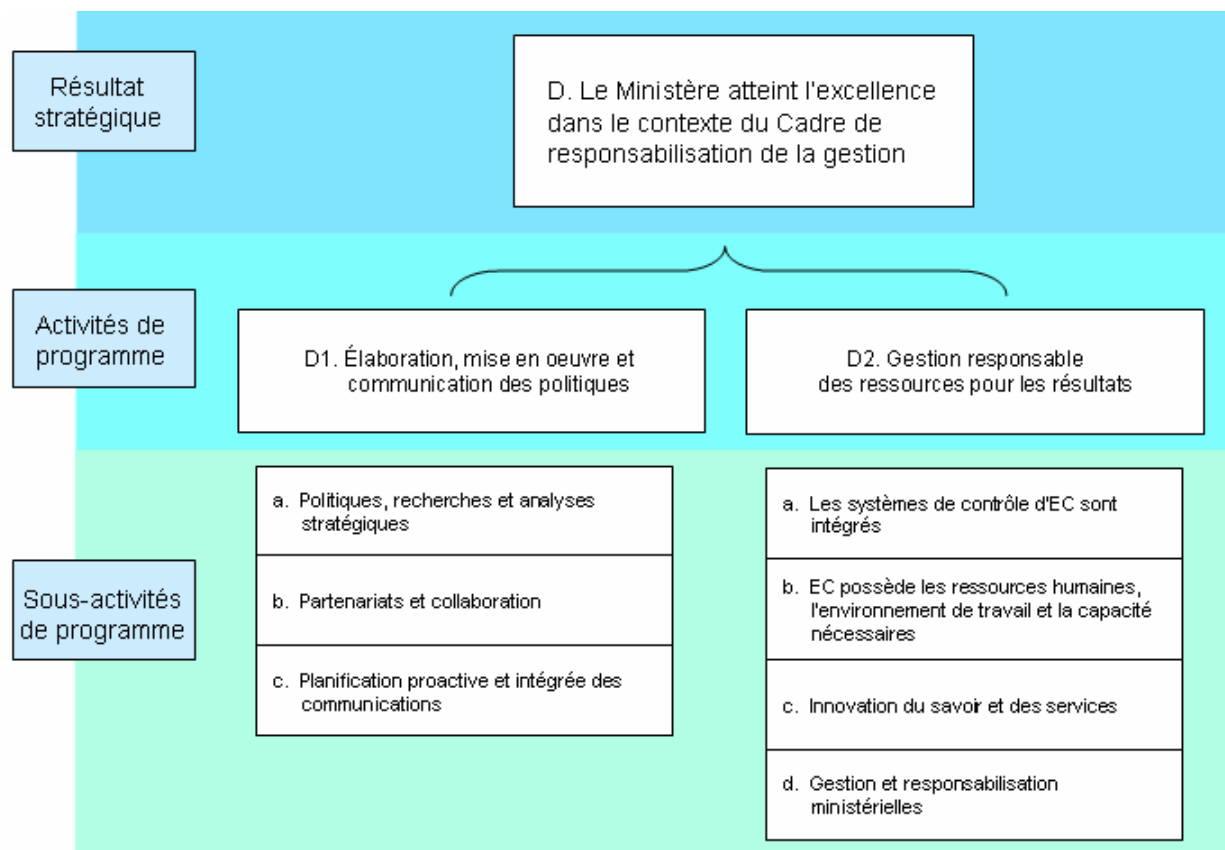 Résultat
stratégique
D. Le Ministère atteint l'excellence
dans le contexte du Cadre de
responsabilisation de la gestion
Activités de
programme
D1. Élaboration, mise en oeuvre et
communication des politiques
D2. Gestion responsable
des ressources pour les résultats
Sous-activités
de programme
a. Politiques, recherches et analyses
stratégiques
b. Partenariats et collaboration
c. Planification proactive et intégrée des
communications
a. Les systèmes de contrôle d'EC sont
intégrés
b. EC possède les ressources humaines,
l'environnement de travail et la capacité
nécessaires
c. Innovation du savoir et des services
d. Gestion et responsabilisation
ministérielles